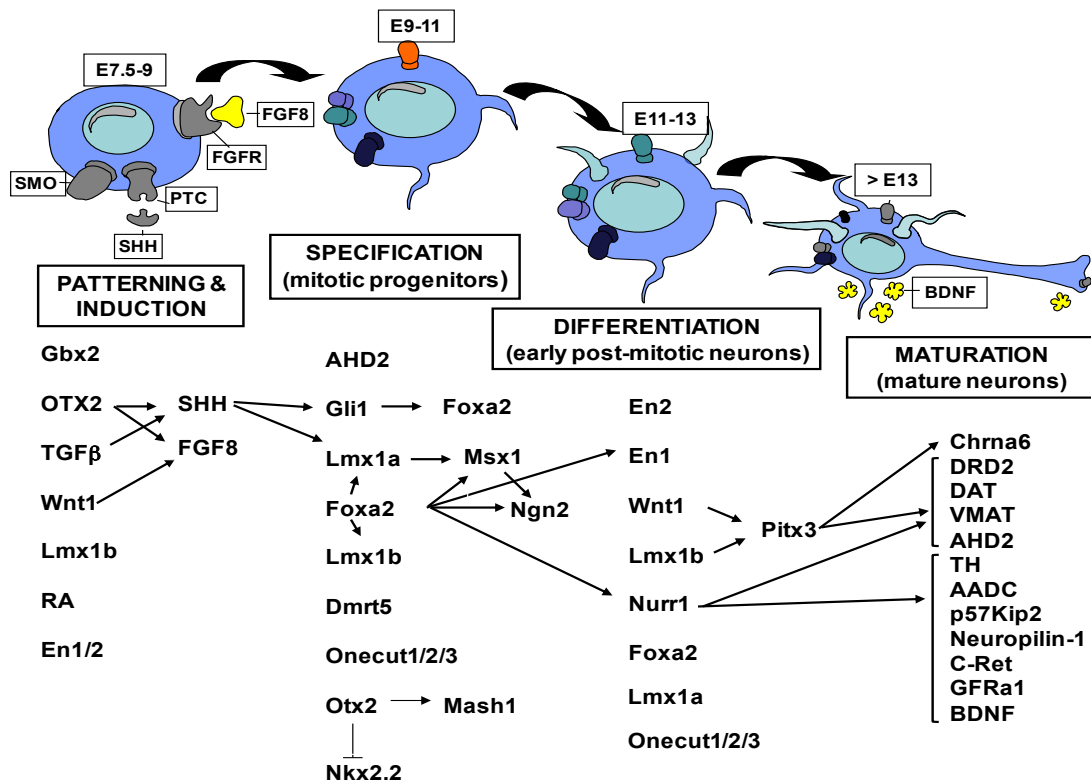 E7.5-9
E9-11
E11-13
> E13
FGF8
FGFR
SMO
PTC
SHH
BDNF
PATTERNING &
INDUCTION
SPECIFICATION
(mitotic progenitors)
DIFFERENTIATION
(early post-mitotic neurons)
MATURATION
(mature neurons)
Gbx2
OTX2
TGFβ
Wnt1
Lmx1b
RA
En1/2
SHH
FGF8
AHD2
Gli1
Lmx1a
Foxa2
Lmx1b
Dmrt5
Onecut1/2/3
Otx2
Nkx2.2
Foxa2
Msx1
Ngn2
Mash1
En2
En1
Wnt1
Lmx1b
Nurr1
Foxa2
Lmx1a
Onecut1/2/3
Pitx3
Chrna6
DRD2
DAT
VMAT
AHD2
TH
AADC
p57Kip2
Neuropilin-1
C-Ret
GFRa1
BDNF